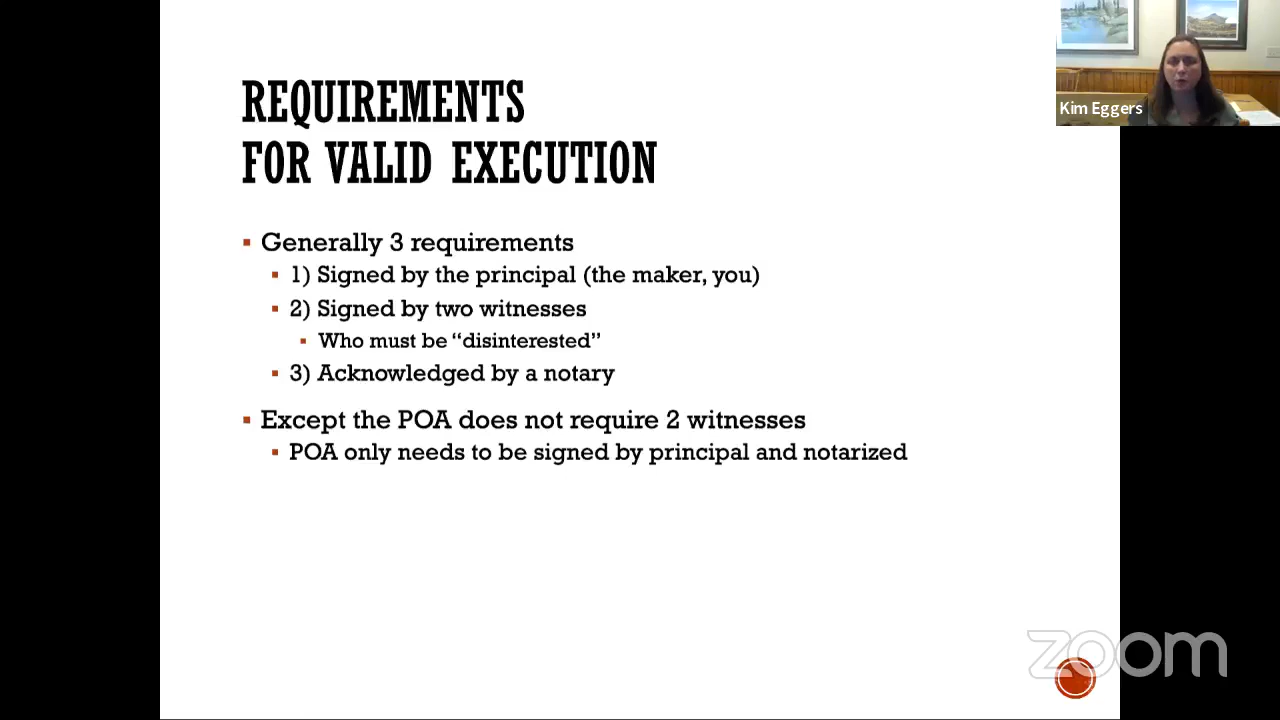 REQUIREMENTS
FOR VALID EXECUTION
Generally 3 requirements
1) Signed by the principal (the maker, you)
2) Signed by two witnesses
Who must be “disinterested”
3) Acknowledged by a notary
Except the POA does not require 2 witnesses
POA only needs to be signed by principal and notarized
Kim Eggers
zoom